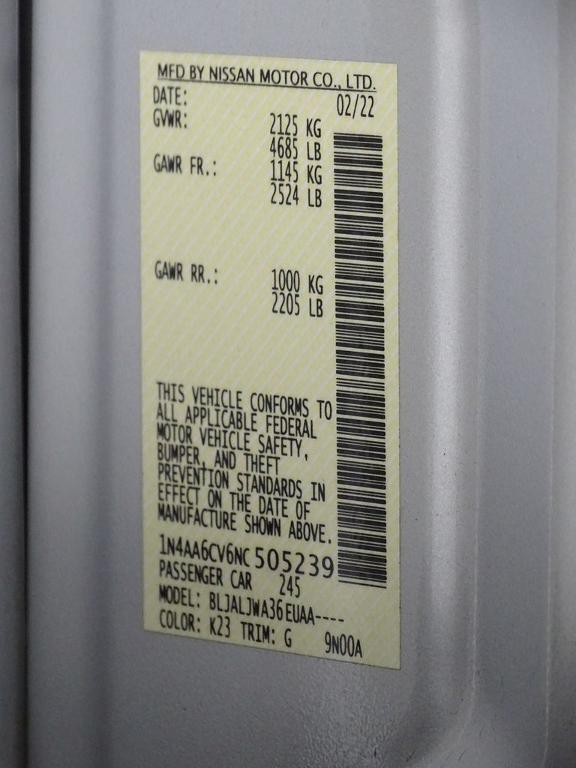 MFD BY NISSAN MOTOR CO., LTD.
DATE: 02/22
GVWR: 2125 KG
4685 LB
GAWR FR.: 1145 KG
2524 LB
GAWR RR.: 1000 KG
2205 LB
THIS VEHICLE CONFORMS TO
ALL APPLICABLE FEDERAL
MOTOR VEHICLE SAFETY,
BUMPER, AND THEFT
PREVENTION STANDARDS IN
EFFECT ON THE DATE OF
MANUFACTURE SHOWN ABOVE.
1N4AA6CV6NC505239
PASSENGER CAR 245
MODEL: BLJALJWA36EUAA----
COLOR: K23 TRIM: G 9N00A